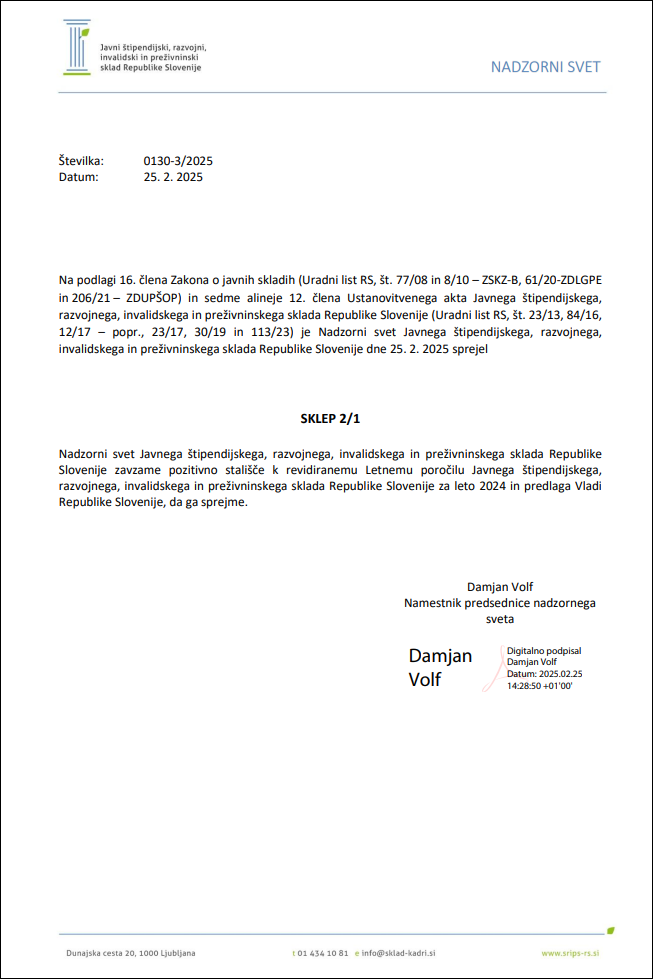 Javni štipendijski, razvojni,
invalidski in preživninski
sklad Republike Slovenije
NADZORNI SVET
Številka: 0130-3/2025
Datum: 25. 2. 2025
Na podlagi 16. člena Zakona o javnih skladih (Uradni list RS, št. 77/08 in 8/10 – ZSKZ-B, 61/20-ZDLGPE
in 206/21 – ZDUPŠOP) in sedme alineje 12. člena Ustanovitvenega akta Javnega štipendijskega,
razvojnega, invalidskega in preživninskega sklada Republike Slovenije (Uradni list RS, št. 23/13, 84/16,
12/17 – popr., 23/17, 30/19 in 113/23) je Nadzorni svet Javnega štipendijskega, razvojnega,
invalidskega in preživninskega sklada Republike Slovenije dne 25. 2. 2025 sprejel
SKLEP 2/1
Nadzorni svet Javnega štipendijskega, razvojnega, invalidskega in preživninskega sklada Republike
Slovenije zavzame pozitivno stališče k revidiranemu Letnemu poročilu Javnega štipendijskega,
razvojnega, invalidskega in preživninskega sklada Republike Slovenije za leto 2024 in predlaga Vladi
Republike Slovenije, da ga sprejme.
Damjan Volf
Namestnik predsednice nadzornega
sveta
Damjan
Volf
Digitalno podpisal
Damjan Volf
Datum: 2025.02.25
14:28:50 +01'00'
Dunajska cesta 20, 1000 Ljubljana t 01 434 10 81 e info@sklad-kadri.si www.srips-rs.si